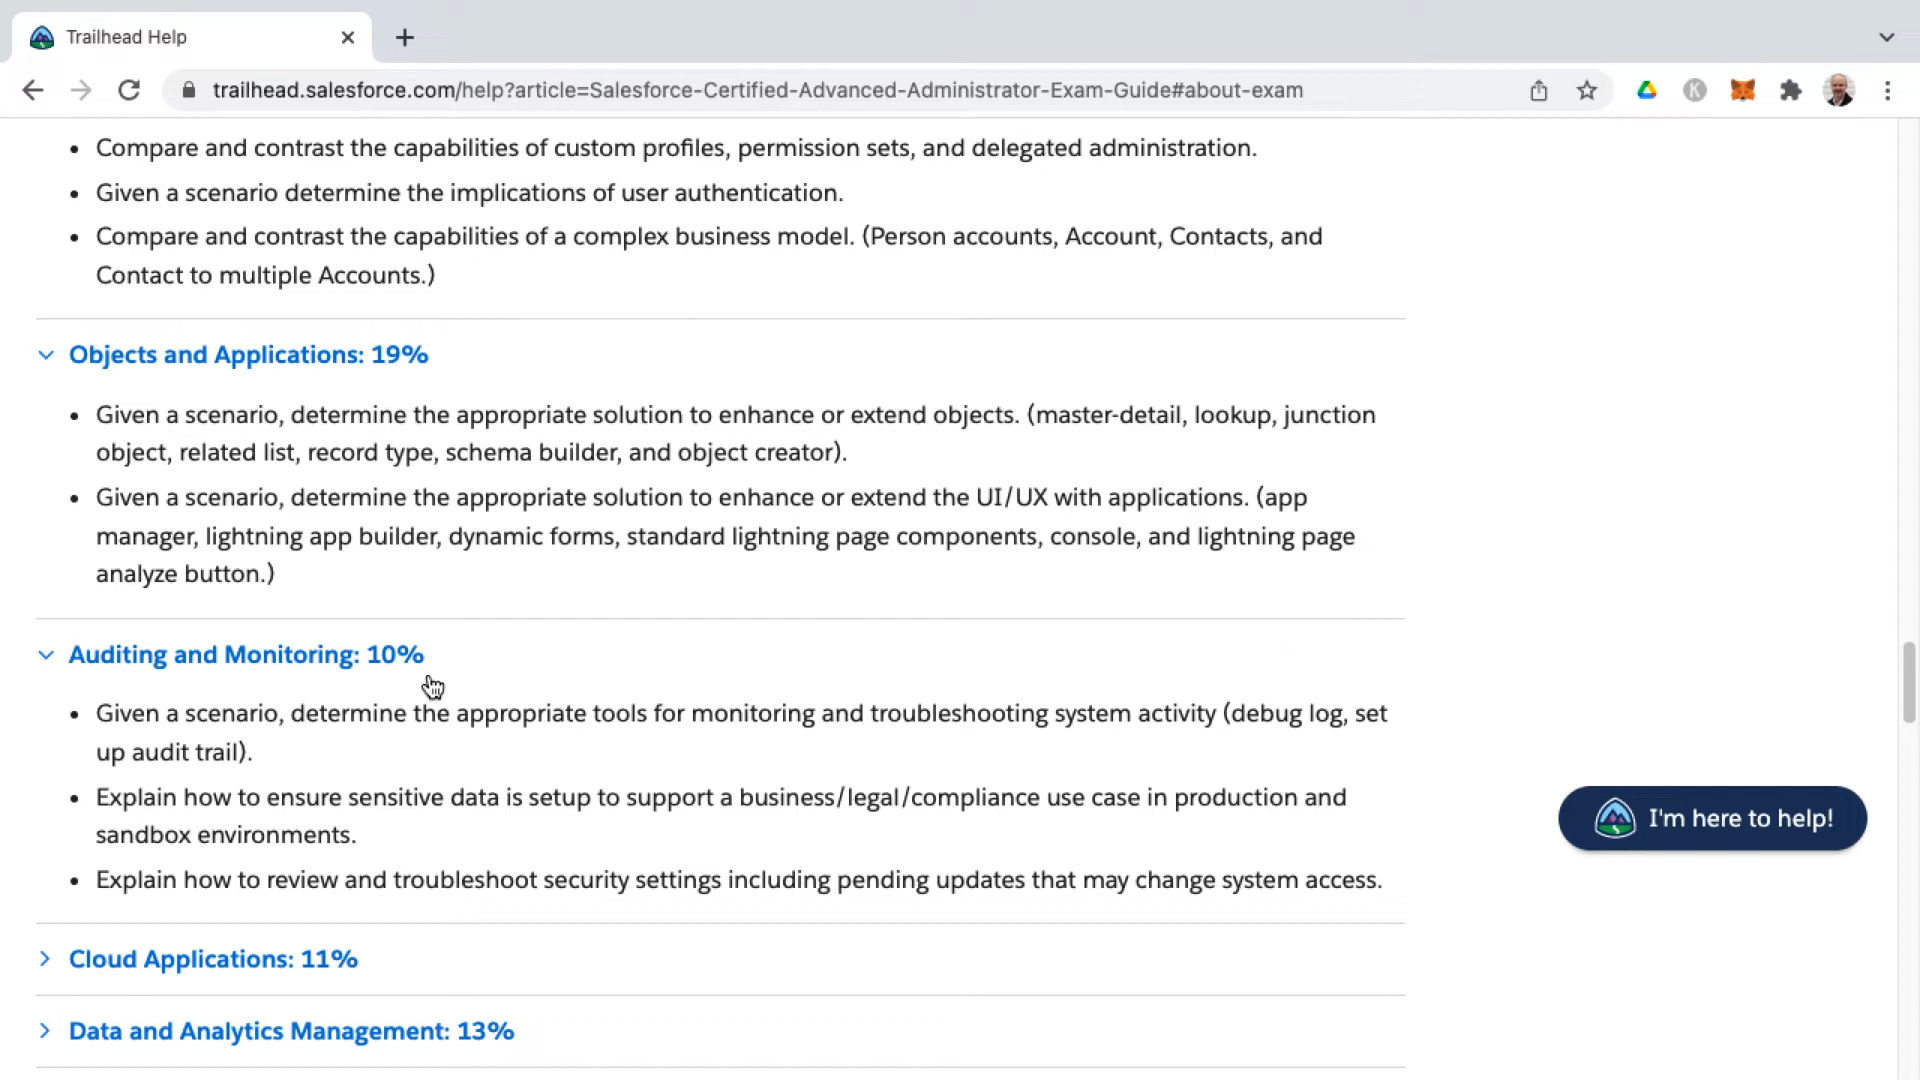 Trailhead Help
trailhead.salesforce.com/help?article=Salesforce-Certified-Advanced-Administrator-Exam-Guide#about-exam
K
• Compare and contrast the capabilities of custom profiles, permission sets, and delegated administration.
• Given a scenario determine the implications of user authentication.
• Compare and contrast the capabilities of a complex business model. (Person accounts, Account, Contacts, and
Contact to multiple Accounts.)
Objects and Applications: 19%
• Given a scenario, determine the appropriate solution to enhance or extend objects. (master-detail, lookup, junction
object, related list, record type, schema builder, and object creator).
• Given a scenario, determine the appropriate solution to enhance or extend the UI/UX with applications. (app
manager, lightning app builder, dynamic forms, standard lightning page components, console, and lightning page
analyze button.)
Auditing and Monitoring: 10%
• Given a scenario, determine the appropriate tools for monitoring and troubleshooting system activity (debug log, set
up audit trail).
• Explain how to ensure sensitive data is setup to support a business/legal/compliance use case in production and
sandbox environments.
I'm here to help!
• Explain how to review and troubleshoot security settings including pending updates that may change system access.
Cloud Applications: 11%
Data and Analytics Management: 13%